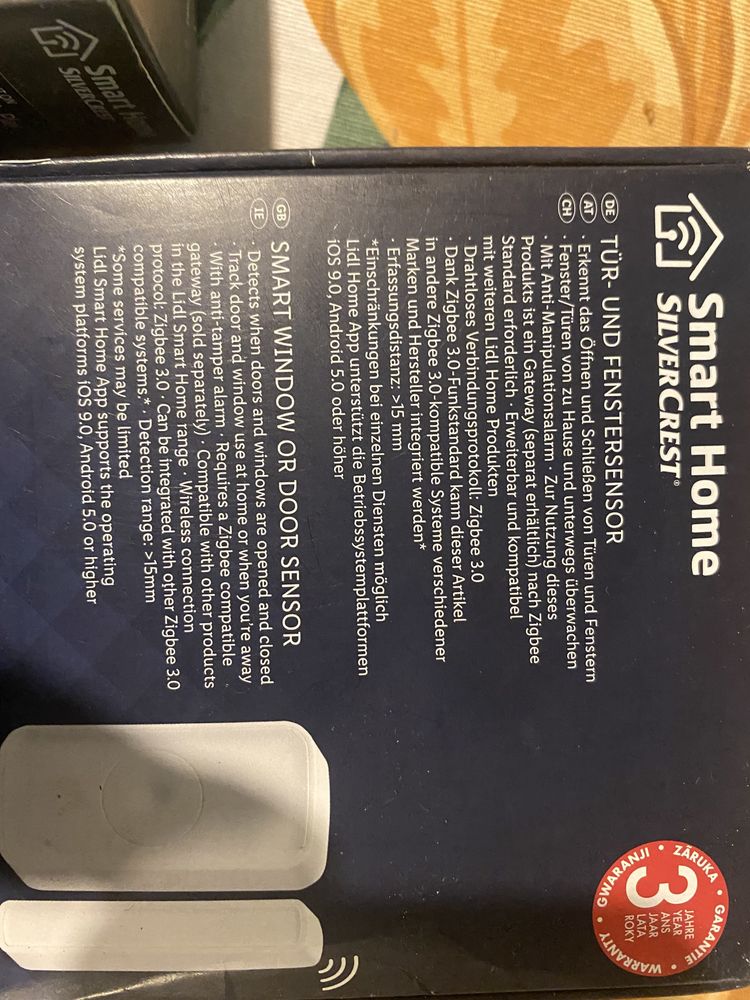 Smart Home
SILVERCREST
Smart Home
SILVERCREST®
DE
AT
CH
TÜR- UND FENSTERSENSOR
· Erkennt das Öffnen und Schließen von Türen und Fenstern
· Fenster/Türen von zu Hause und unterwegs überwachen
· Mit Anti-Manipulationsalarm · Zur Nutzung dieses
Produkts ist ein Gateway (separat erhältlich) nach Zigbee
Standard erforderlich · Erweiterbar und kompatibel
mit weiteren Lidl Home Produkten
· Drahtloses Verbindungsprotokoll: Zigbee 3.0
· Dank Zigbee 3.0-Funkstandard kann dieser Artikel
in andere Zigbee 3.0-kompatible Systeme verschiedener
Marken und Hersteller integriert werden*
· Erfassungsdistanz: >15 mm
*Einschränkungen bei einzelnen Diensten möglich
Lidl Home App unterstützt die Betriebssystemplattformen
iOS 9.0, Android 5.0 oder höher
GB
IE
SMART WINDOW OR DOOR SENSOR
· Detects when doors and windows are opened and closed
· Track door and window use at home or when you're away
· With anti-tamper alarm · Requires a Zigbee compatible
gateway (sold separately) · Compatible with other products
in the Lidl Smart Home range · Wireless connection
protocol: Zigbee 3.0 · Can be integrated with other Zigbee 3.0
compatible systems* · Detection range: >15mm
*Some services may be limited
Lidl Smart Home App supports the operating
system platforms iOS 9.0, Android 5.0 or higher
ZÁRUKA • GARANTIE • WARRANTY • GWARANJI •
3
JAHRE
YEAR
ANS
JAAR
LATA
ROKY